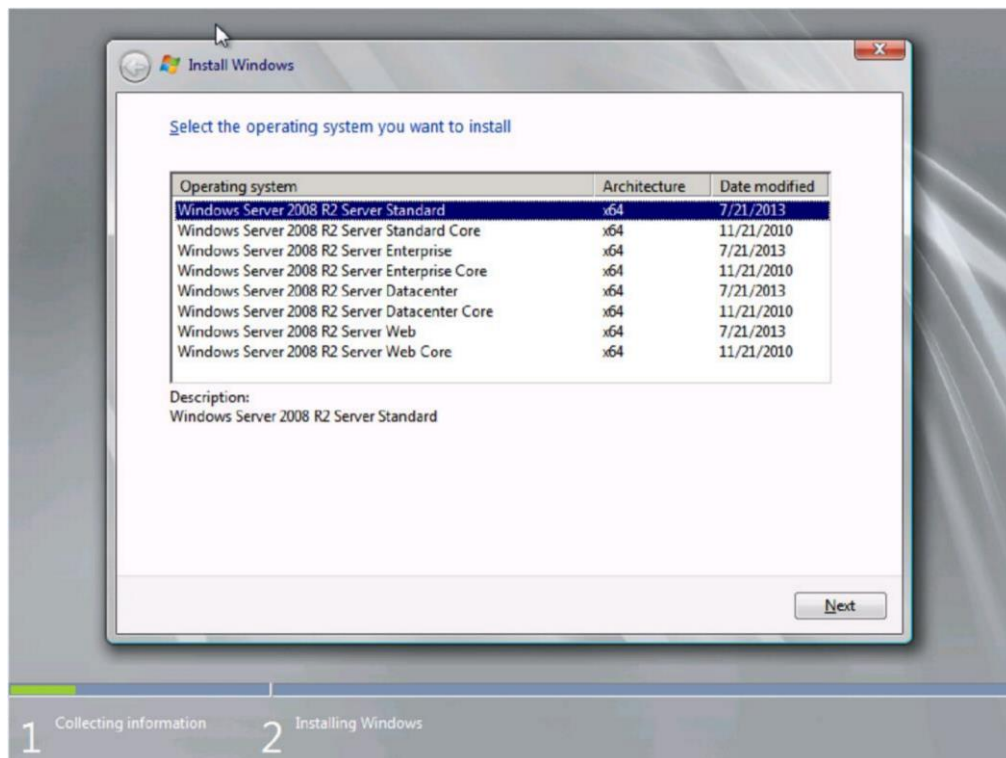 Install Windows
Select the operating system you want to install
Operating system Architecture Date modified
Windows Server 2008 R2 Server Standard x64 7/21/2013
Windows Server 2008 R2 Server Standard Core x64 11/21/2010
Windows Server 2008 R2 Server Enterprise x64 7/21/2013
Windows Server 2008 R2 Server Enterprise Core x64 11/21/2010
Windows Server 2008 R2 Server Datacenter x64 7/21/2013
Windows Server 2008 R2 Server Datacenter Core x64 11/21/2010
Windows Server 2008 R2 Server Web x64 7/21/2013
Windows Server 2008 R2 Server Web Core x64 11/21/2010
Description:
Windows Server 2008 R2 Server Standard
Next
1 Collecting information 2 Installing Windows